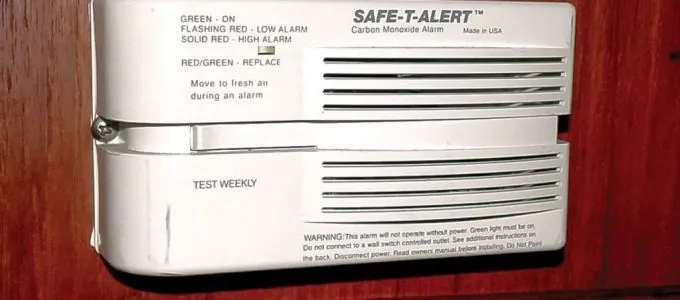 GREEN - ON
FLASHING RED - LOW ALARM
SOLID RED - HIGH ALARM
RED/GREEN - REPLACE
Move to fresh air
during an alarm
SAFE-T-ALERT™
Carbon Monoxide Alarm Made in USA
TEST WEEKLY
WARNING: This alarm will not operate without power. Green light must be on.
Do not connect to a wall switch controlled outlet. See additional instructions on
the back. Disconnect power. Read owners manual before installing. Do Not Paint